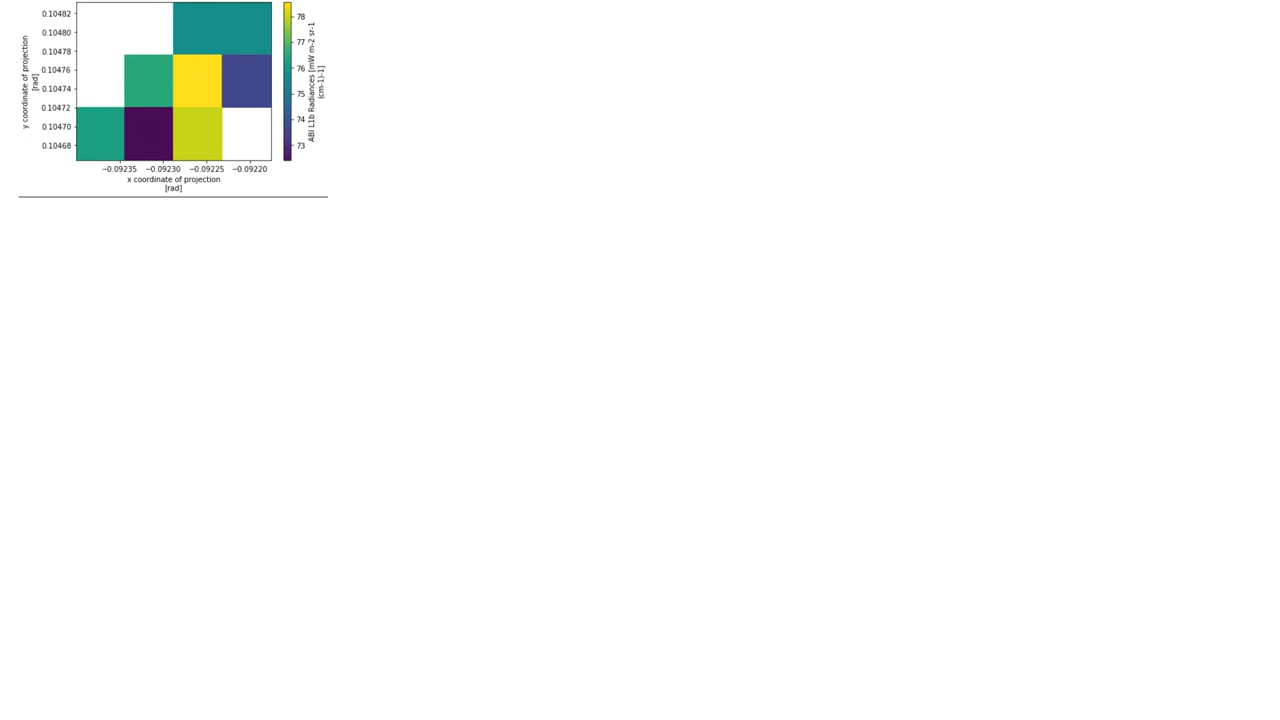 0.10482
0.10480
0.10478
0.10476
0.10474
0.10472
0.10470
0.10468
y coordinate of projection
[rad]
−0.09235 −0.09230 −0.09225 −0.09220
x coordinate of projection
[rad]
78
77
76
75
74
73
ABI L1b Radiances [mW m-2 sr-1
(cm-1)-1]